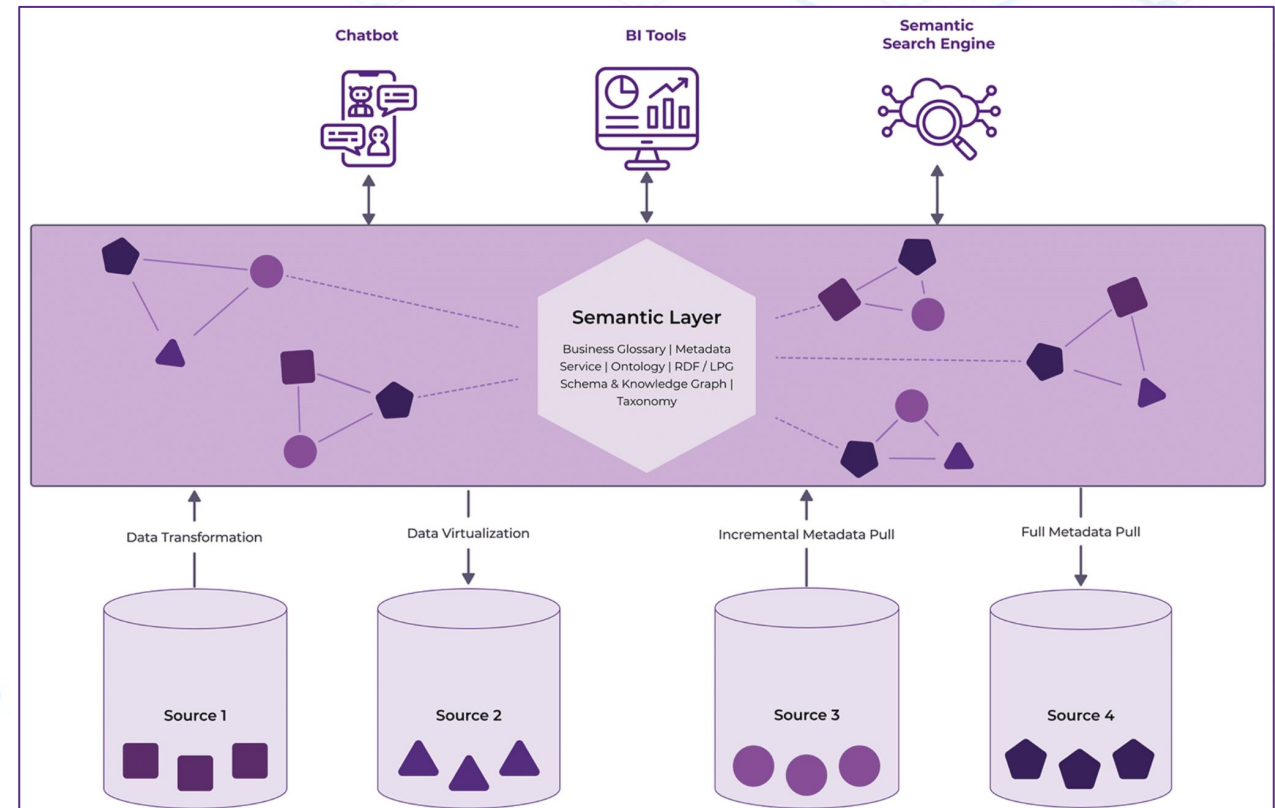 Chatbot
BI Tools
Semantic
Search Engine
Semantic Layer
Business Glossary | Metadata
Service | Ontology | RDF / LPG
Schema & Knowledge Graph |
Taxonomy
Data Transformation
Data Virtualization
Incremental Metadata Pull
Full Metadata Pull
Source 1
Source 2
Source 3
Source 4